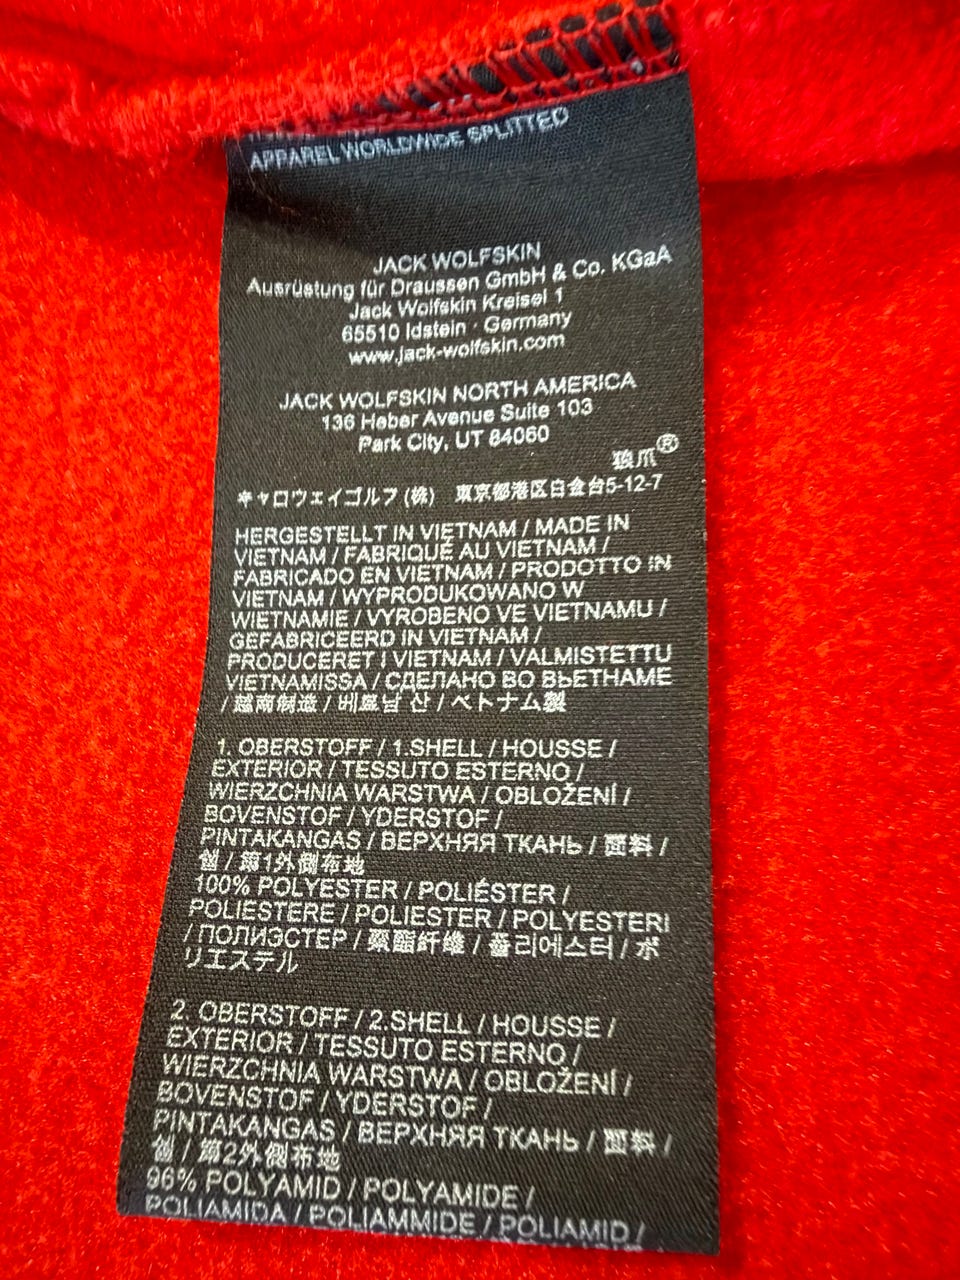 APPAREL WORLDWIDE SPLITTED
JACK WOLFSKIN
Ausrüstung für Draussen GmbH & Co. KGaA
Jack Wolfskin Kreisel 1
65510 Idstein · Germany
www.jack-wolfskin.com
JACK WOLFSKIN NORTH AMERICA
136 Heber Avenue Suite 103
Park City, UT 84060
狼爪®
キャロウェイゴルフ(株) 東京都港区白金台5-12-7
HERGESTELLT IN VIETNAM / MADE IN
VIETNAM / FABRIQUÉ AU VIETNAM /
FABRICADO EN VIETNAM / PRODOTTO IN
VIETNAM / WYPRODUKOWANO W
WIETNAMIE / VYROBENO VE VIETNAMU /
GEFABRICEERD IN VIETNAM /
PRODUCERET I VIETNAM / VALMISTETTU
VIETNAMISSA / СДЕЛАНО ВО ВЬЕТНАМЕ
/ 越南制造 / 베트남 산 / ベトナム製
1. OBERSTOFF / 1.SHELL / HOUSSE /
EXTERIOR / TESSUTO ESTERNO /
WIERZCHNIA WARSTWA / OBLOŽENÍ /
BOVENSTOF / YDERSTOF /
PINTAKANGAS / ВЕРХНЯЯ ТКАНЬ / 面料 /
/ 第1外側布地
100% POLYESTER / POLIÉSTER /
POLIESTERE / POLIESTER / POLYESTERI
/ ПОЛИЭСТЕР / 聚酯纤维 / 폴리에스터 / ポ
リエステル
2. OBERSTOFF / 2.SHELL / HOUSSE /
EXTERIOR / TESSUTO ESTERNO /
WIERZCHNIA WARSTWA / OBLOŽENÍ /
BOVENSTOF / YDERSTOF /
PINTAKANGAS / ВЕРХНЯЯ ТКАНЬ / 面料 /
/ 第2外側布地
96% POLYAMID / POLYAMIDE /
POLIAMIDA / POLIAMMIDE / POLIAMID /